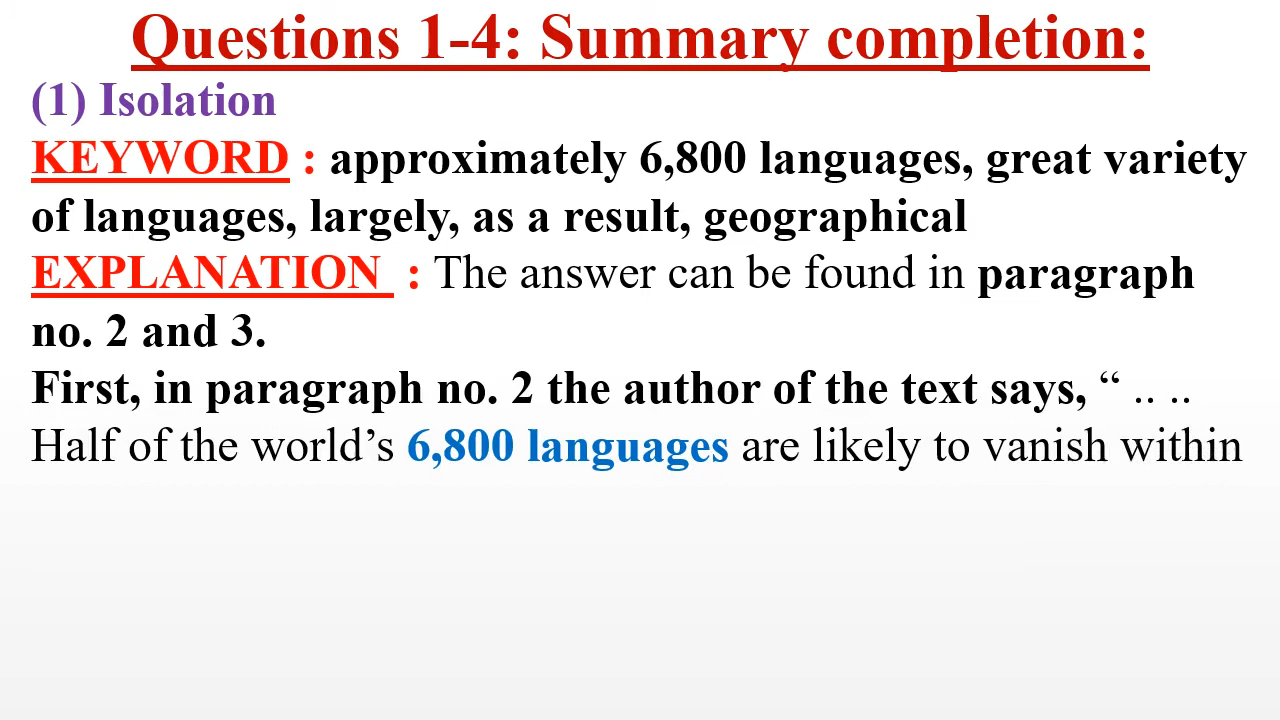 Questions 1-4: Summary completion:
(1) Isolation
KEYWORD : approximately 6,800 languages, great variety
of languages, largely, as a result, geographical
EXPLANATION  : The answer can be found in paragraph
no. 2 and 3.
First, in paragraph no. 2 the author of the text says, “ .. ..
Half of the world’s 6,800 languages are likely to vanish within